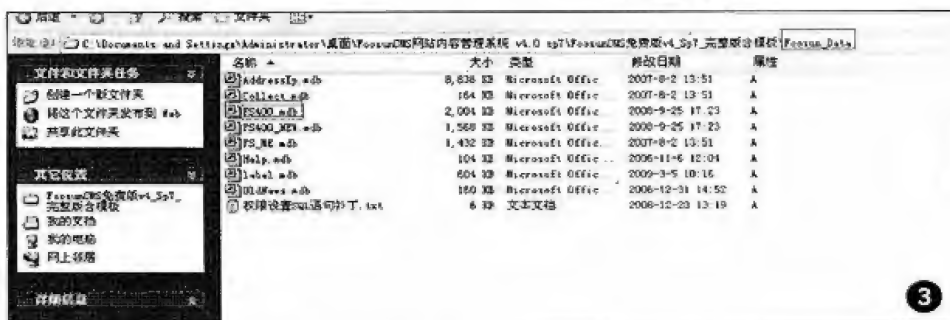 后退 搜索 文件夹
地址(D) C:\Documents and Settings\Administrator\桌面\FoosunCMS网站内容管理系统 v4.0 sp7\FoosunCMS免费版v4_Sp7_完整版含模板\Foosun_Data
名称 大小 类型 修改日期 属性
文件和文件夹任务
创建一个新文件夹
将这个文件夹发布到 Web
共享此文件夹
其它位置
FoosunCMS免费版v4_Sp7_完整版含模板
我的文档
我的电脑
网上邻居
详细信息
AddressIp.mdb 8,838 KB Microsoft Offic... 2007-8-2 13:51 A
Collect.mdb 164 KB Microsoft Offic... 2007-8-2 13:51 A
FS400.mdb 2,004 KB Microsoft Offic... 2008-9-25 17:23 A
FS400_NEW.mdb 1,568 KB Microsoft Offic... 2008-9-25 17:23 A
FS_ME.mdb 1,432 KB Microsoft Offic... 2007-8-2 13:51 A
Help.mdb 104 KB Microsoft Offic... 2006-11-6 12:04 A
label.mdb 604 KB Microsoft Offic... 2009-3-5 10:16 A
OldNews.mdb 180 KB Microsoft Offic... 2006-12-31 14:52 A
权限设置SQL语句补丁.txt 6 KB 文本文档 2008-12-23 13:19 A
3